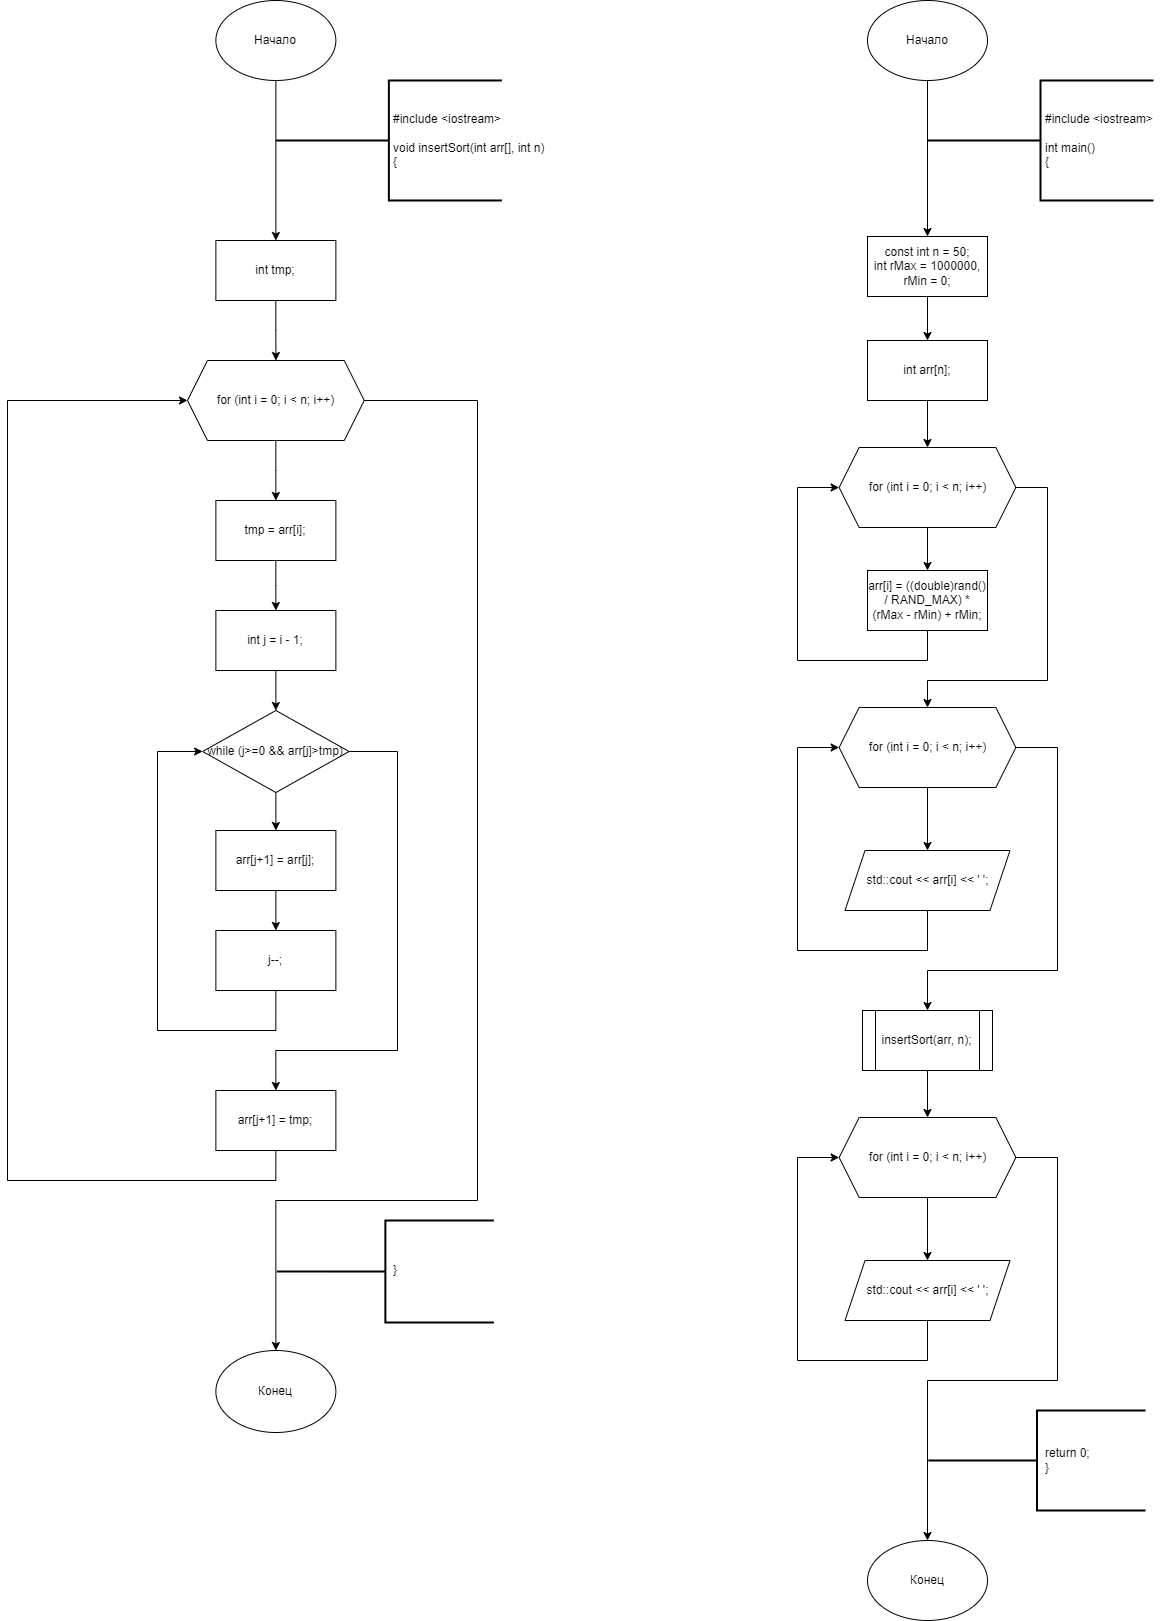 Начало
#include <iostream>
void insertSort(int arr[], int n)
{
int tmp;
for (int i = 0; i < n; i++)
tmp = arr[i];
int j = i - 1;
while (j>=0 && arr[j]>tmp)
arr[j+1] = arr[j];
j--;
arr[j+1] = tmp;
}
Конец
Начало
#include <iostream>
int main()
{
const int n = 50;
int rMax = 1000000,
rMin = 0;
int arr[n];
for (int i = 0; i < n; i++)
arr[i] = ((double)rand()
/ RAND_MAX) *
(rMax - rMin) + rMin;
for (int i = 0; i < n; i++)
std::cout << arr[i] << ' ';
insertSort(arr, n);
for (int i = 0; i < n; i++)
std::cout << arr[i] << ' ';
return 0;
}
Конец